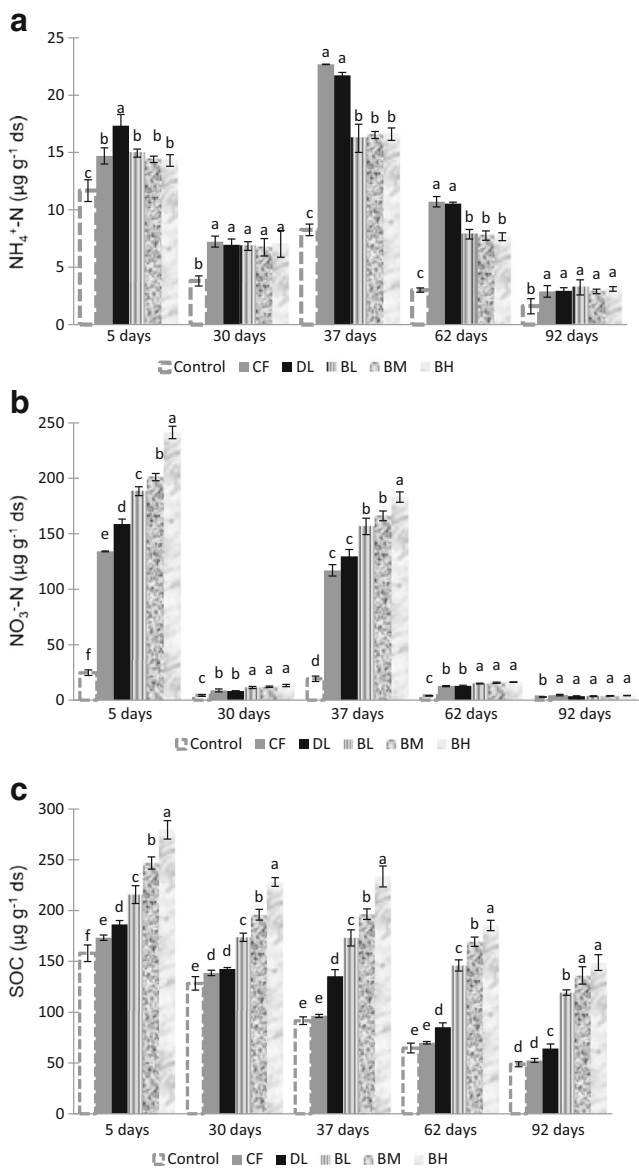 a
NH₄⁺-N (µg g⁻¹ ds)
25
20
15
10
5
0
c b a b b b
b a a a a a
c a a b b b
c a a b b b
b a a a a a
5 days 30 days 37 days 62 days 92 days
Control CF DL BL BM BH
b
NO₃⁻-N (µg g⁻¹ ds)
250
200
150
100
50
0
f e d c b a
c b b a a a
d c c b b a
c b b a a a
b a a a a a
5 days 30 days 37 days 62 days 92 days
Control CF DL BL BM BH
c
SOC (µg g⁻¹ ds)
300
250
200
150
100
50
0
f e d c b a
e d d c b a
e e d c b a
e e d c b a
d d c b a a
5 days 30 days 37 days 62 days 92 days
Control CF DL BL BM BH